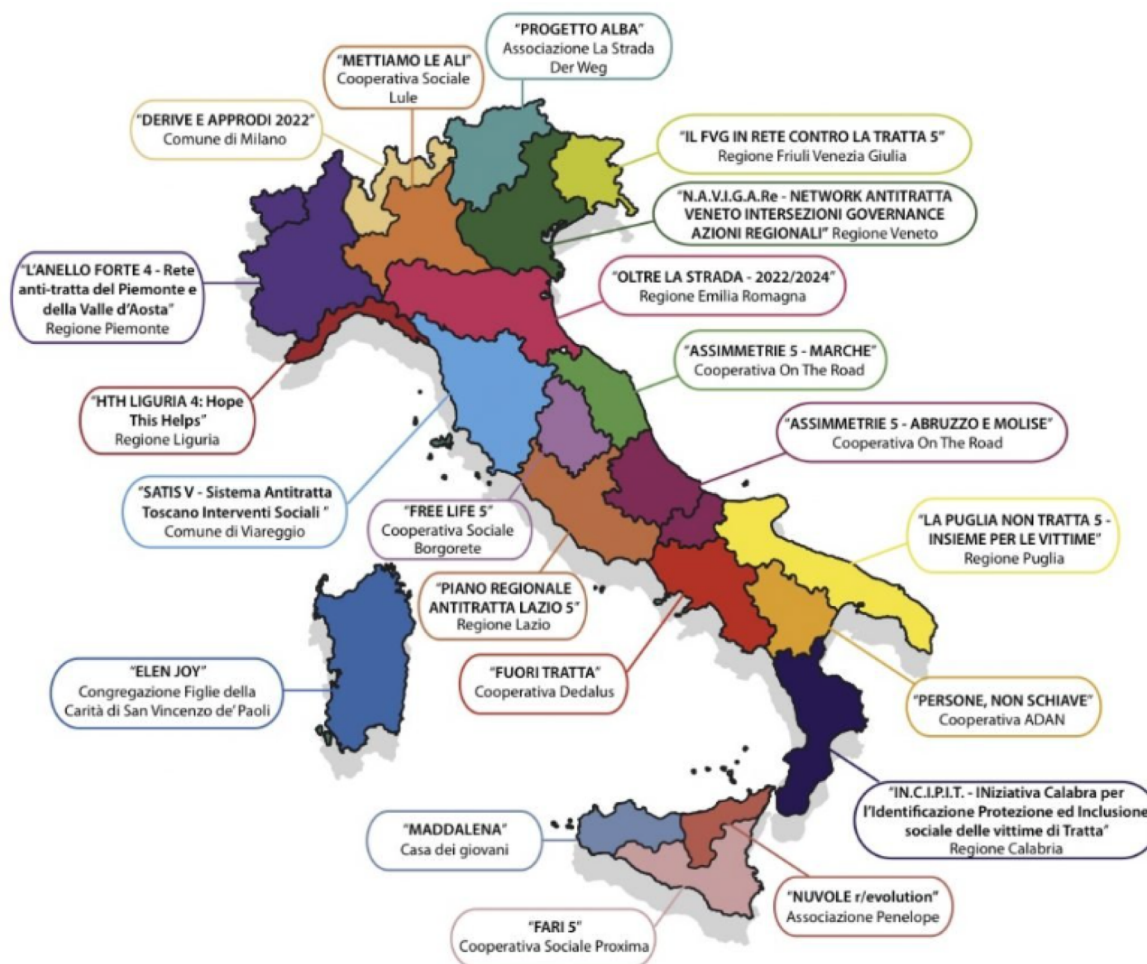 “PROGETTO ALBA”
Associazione La Strada
Der Weg
“METTIAMO LE ALI”
Cooperativa Sociale
Lule
“DERIVE E APPRODI 2022”
Comune di Milano
“IL FVG IN RETE CONTRO LA TRATTA 5”
Regione Friuli Venezia Giulia
“N.A.V.I.G.A.Re - NETWORK ANTITRATTA
VENETO INTERSEZIONI GOVERNANCE
AZIONI REGIONALI” Regione Veneto
“L’ANELLO FORTE 4 - Rete
anti-tratta del Piemonte e
della Valle d’Aosta”
Regione Piemonte
“OLTRE LA STRADA - 2022/2024”
Regione Emilia Romagna
“ASSIMMETRIE 5 - MARCHE”
Cooperativa On The Road
“HTH LIGURIA 4: Hope
This Helps”
Regione Liguria
“ASSIMMETRIE 5 - ABRUZZO E MOLISE”
Cooperativa On The Road
“SATIS V - Sistema Antitratta
Toscano Interventi Sociali ”
Comune di Viareggio
“FREE LIFE 5”
Cooperativa Sociale
Borgorete
“LA PUGLIA NON TRATTA 5 -
INSIEME PER LE VITTIME”
Regione Puglia
“PIANO REGIONALE
ANTITRATTA LAZIO 5”
Regione Lazio
“ELEN JOY”
Congregazione Figlie della
Carità di San Vincenzo de’ Paoli
“FUORI TRATTA”
Cooperativa Dedalus
“PERSONE, NON SCHIAVE”
Cooperativa ADAN
“IN.C.I.P.I.T. - INiziativa Calabra per
l’Identificazione Protezione ed Inclusione
sociale delle vittime di Tratta”
Regione Calabria
“MADDALENA”
Casa dei giovani
“NUVOLE r/evolution”
Associazione Penelope
“FARI 5”
Cooperativa Sociale Proxima